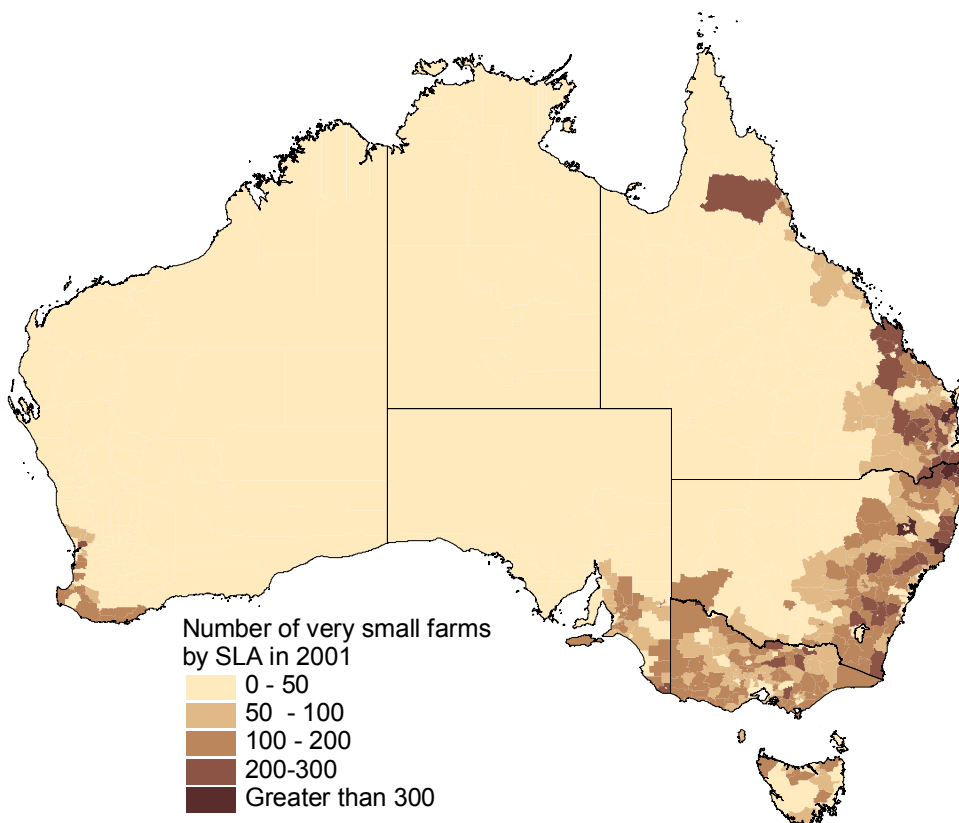 Number of very small farms
by SLA in 2001
0 - 50
50 - 100
100 - 200
200-300
Greater than 300